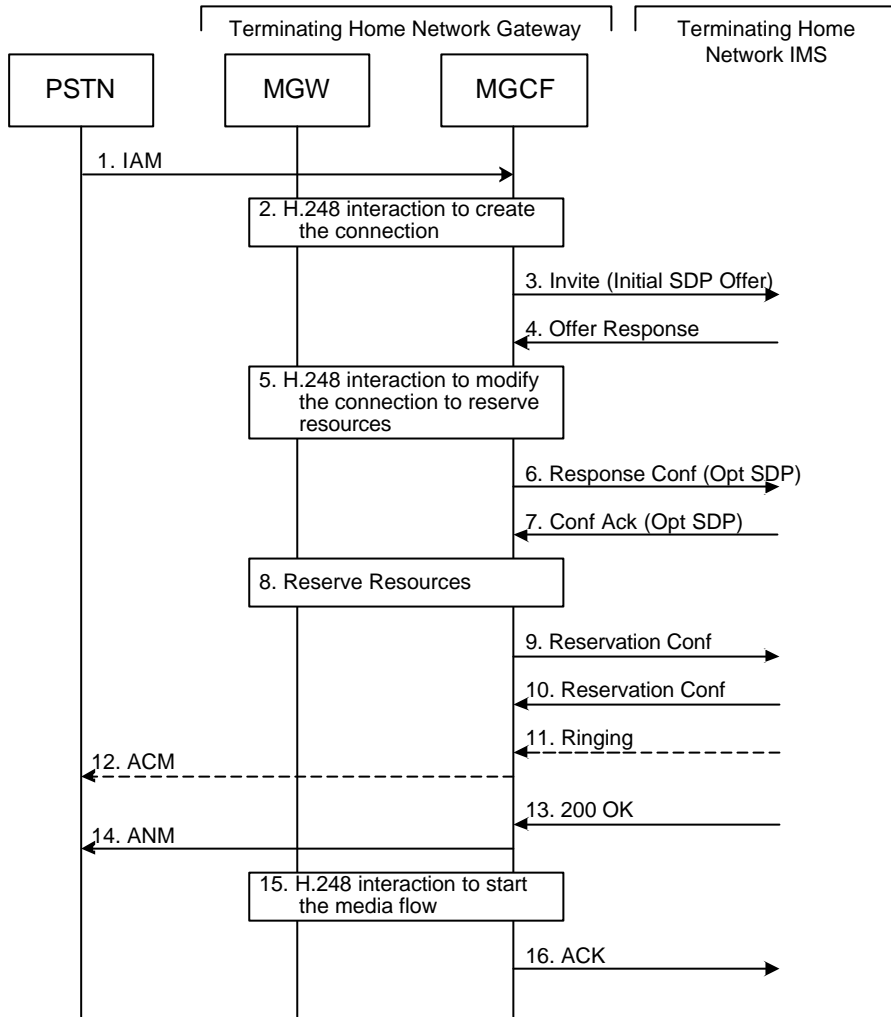 Terminating Home Network Gateway
Terminating Home
Network IMS
PSTN
MGW
MGCF
1. IAM
2. H.248 interaction to create
the connection
3. Invite (Initial SDP Offer)
4. Offer Response
5. H.248 interaction to modify
the connection to reserve
resources
6. Response Conf (Opt SDP)
7. Conf Ack (Opt SDP)
8. Reserve Resources
9. Reservation Conf
10. Reservation Conf
11. Ringing
12. ACM
13. 200 OK
14. ANM
15. H.248 interaction to start
the media flow
16. ACK